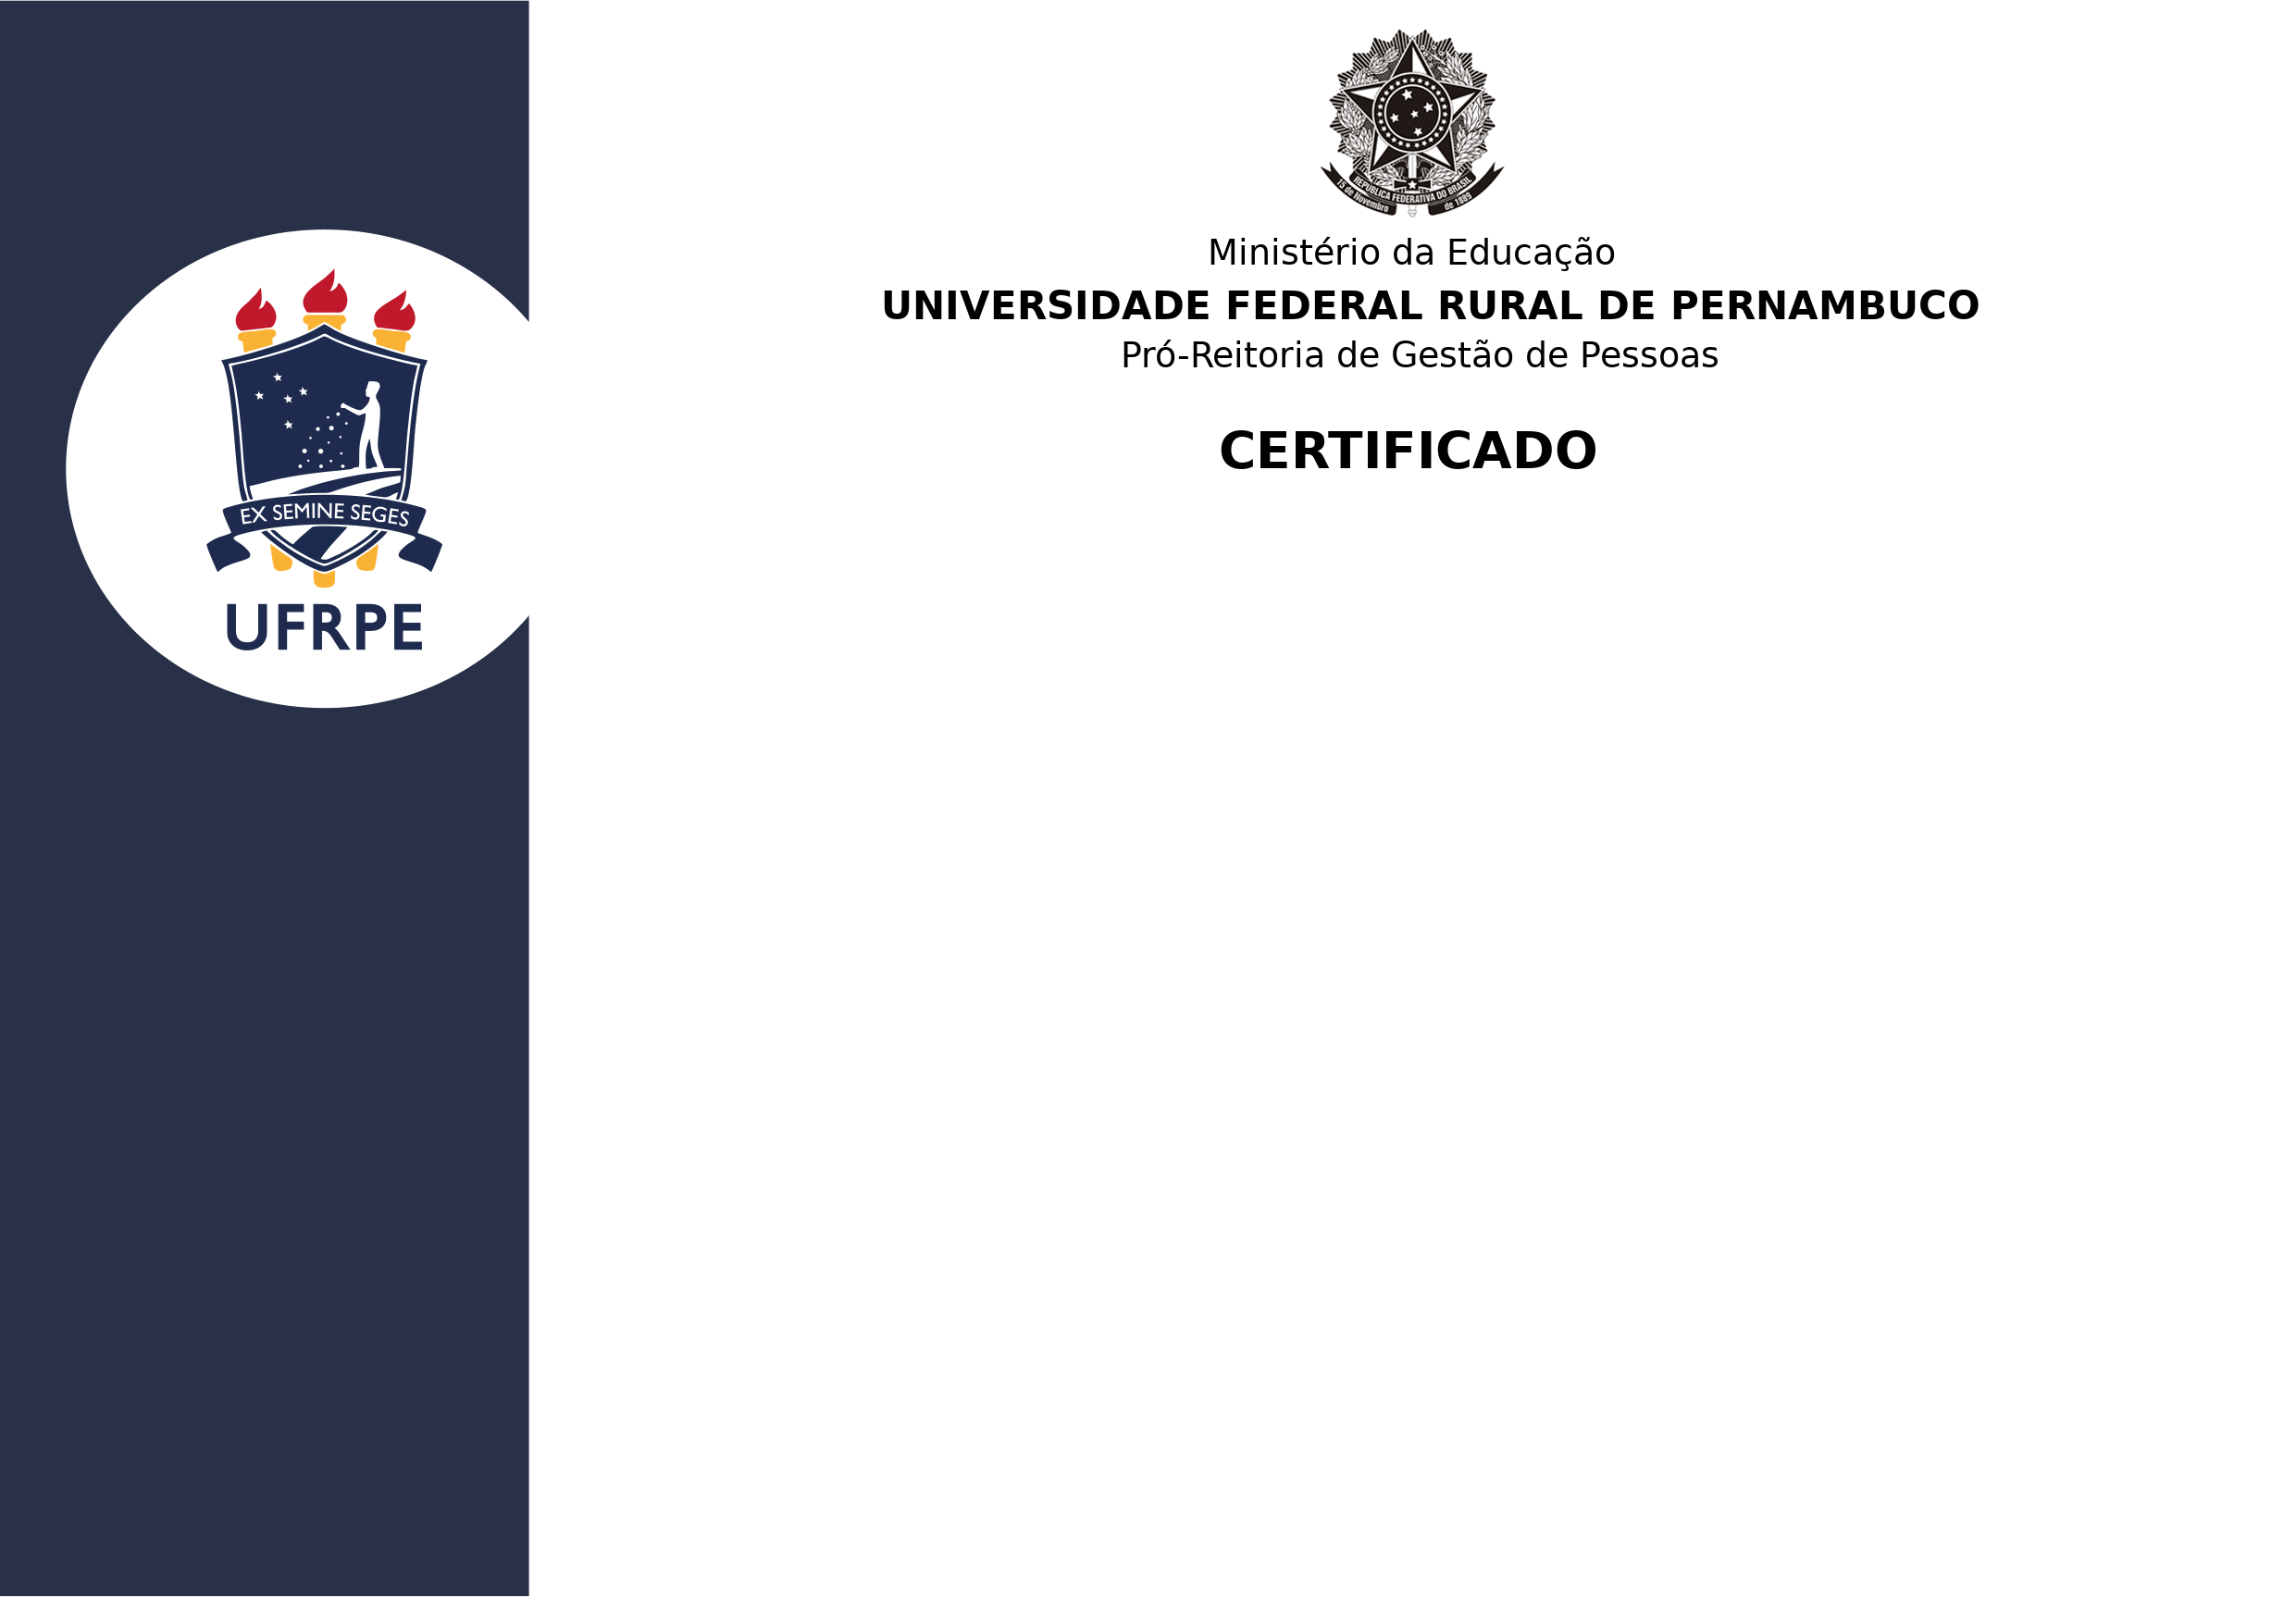 REPÚBLICA FEDERATIVA DO BRASIL
15 de Novembro de 1889
Ministério da Educação
UNIVERSIDADE FEDERAL RURAL DE PERNAMBUCO
Pró-Reitoria de Gestão de Pessoas
CERTIFICADO
EX SEMINE SEGES
UFRPE